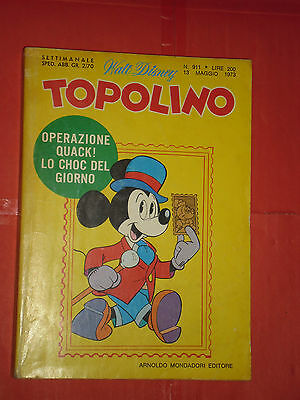 SETTIMANALE
SPED. ABB. GR. 2/70
Walt Disney
N. 911 * LIRE 200
13 MAGGIO 1973
TOPOLINO
OPERAZIONE
QUACK!
LO CHOC DEL
GIORNO
ARNOLDO MONDADORI EDITORE